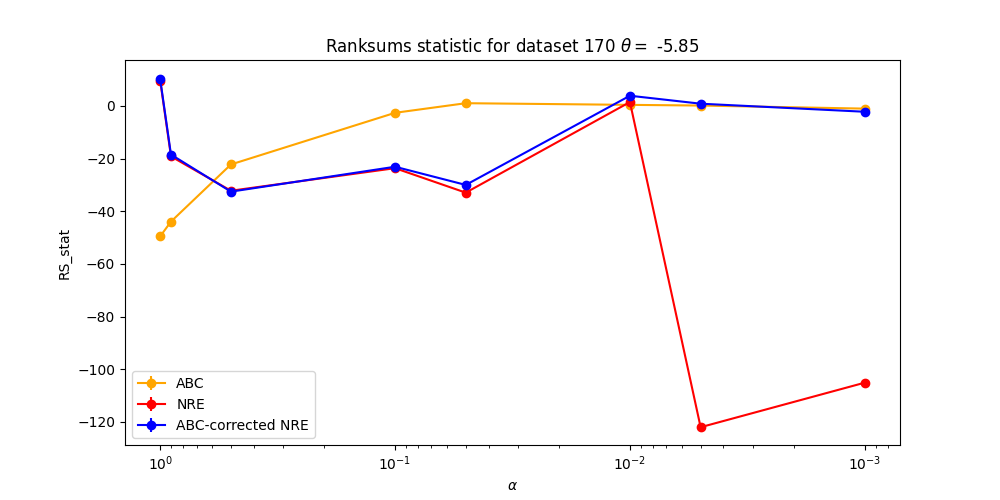 Ranksums statistic for dataset 170 θ = -5.85
RS_stat
0
−20
−40
−60
−80
−100
−120
ABC
NRE
ABC-corrected NRE
10⁰
10⁻¹
10⁻²
10⁻³
α